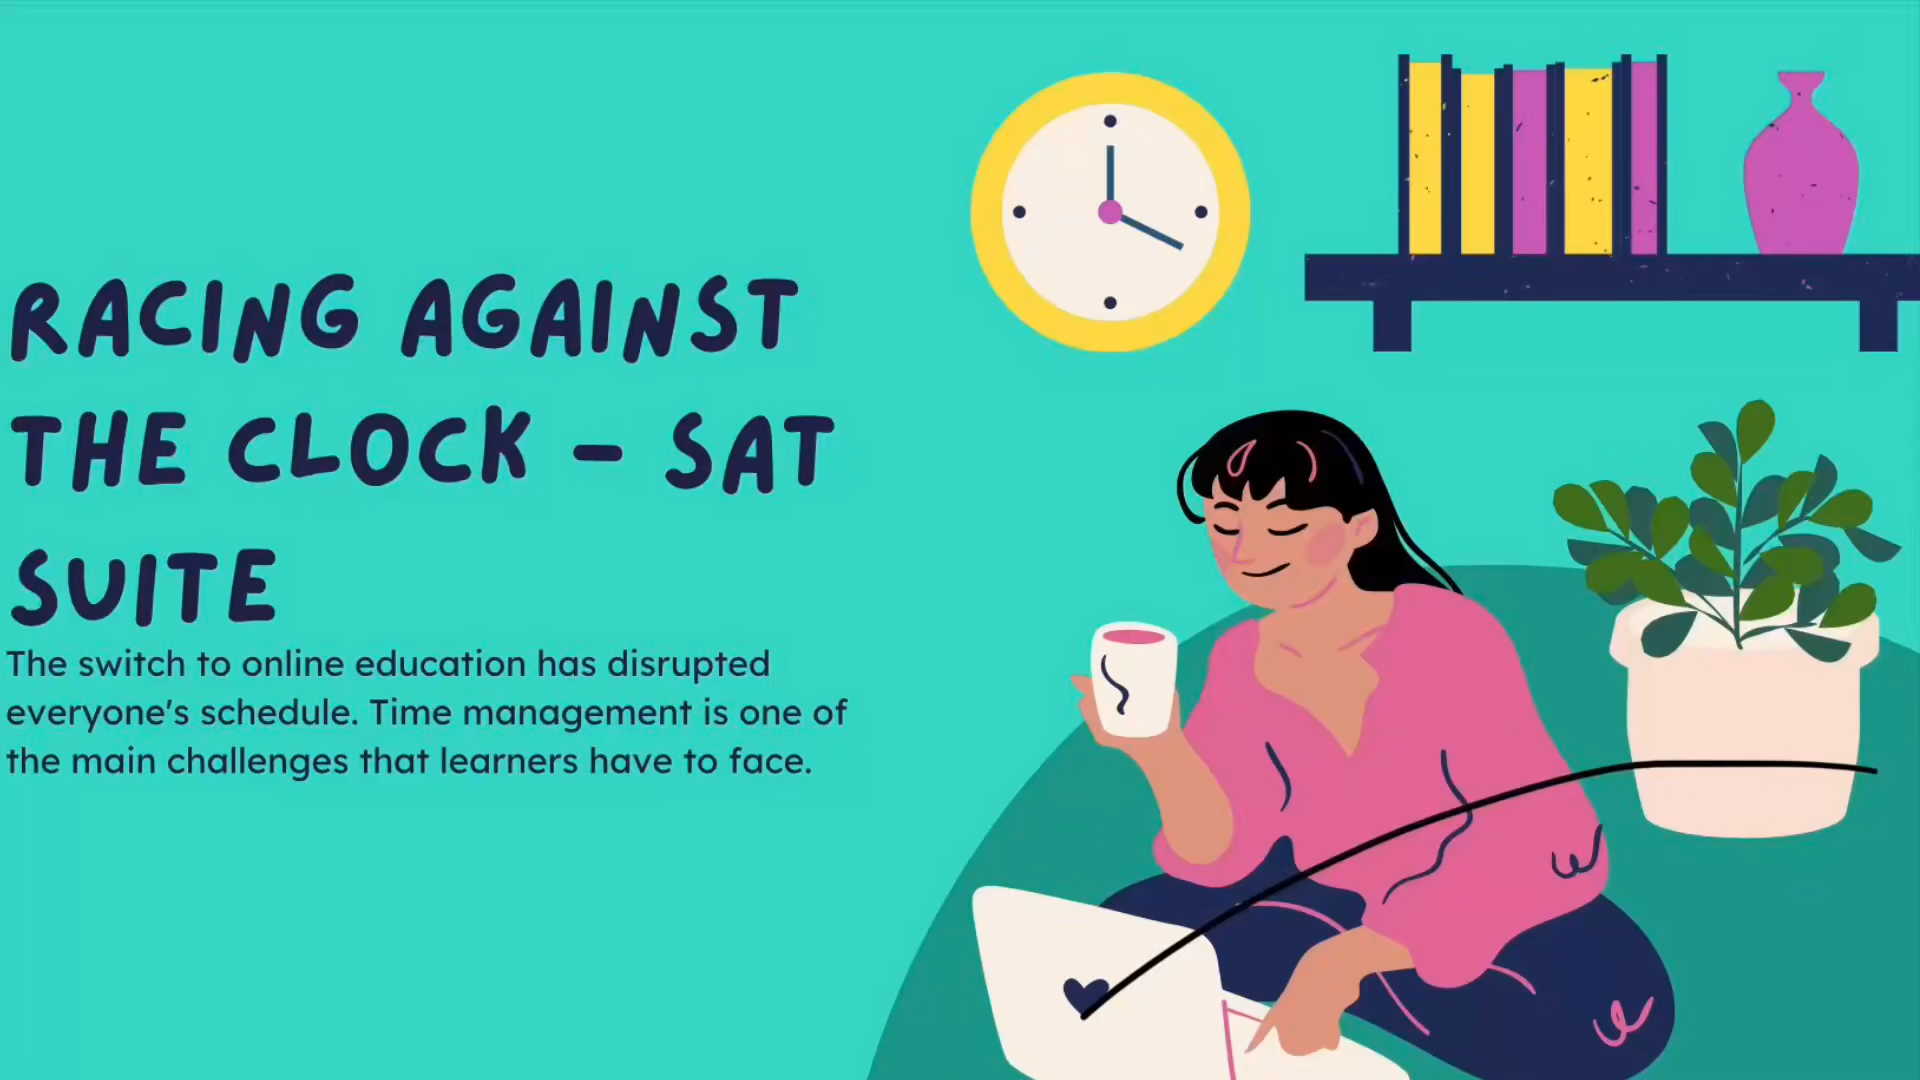 RACING AGAINST
THE CLOCK - SAT
SUITE
The switch to online education has disrupted
everyone's schedule. Time management is one of
the main challenges that learners have to face.